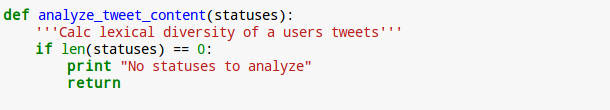 def analyze_tweet_content(statuses):
    '''Calc lexical diversity of a users tweets'''
    if len(statuses) == 0:
        print "No statuses to analyze"
        return